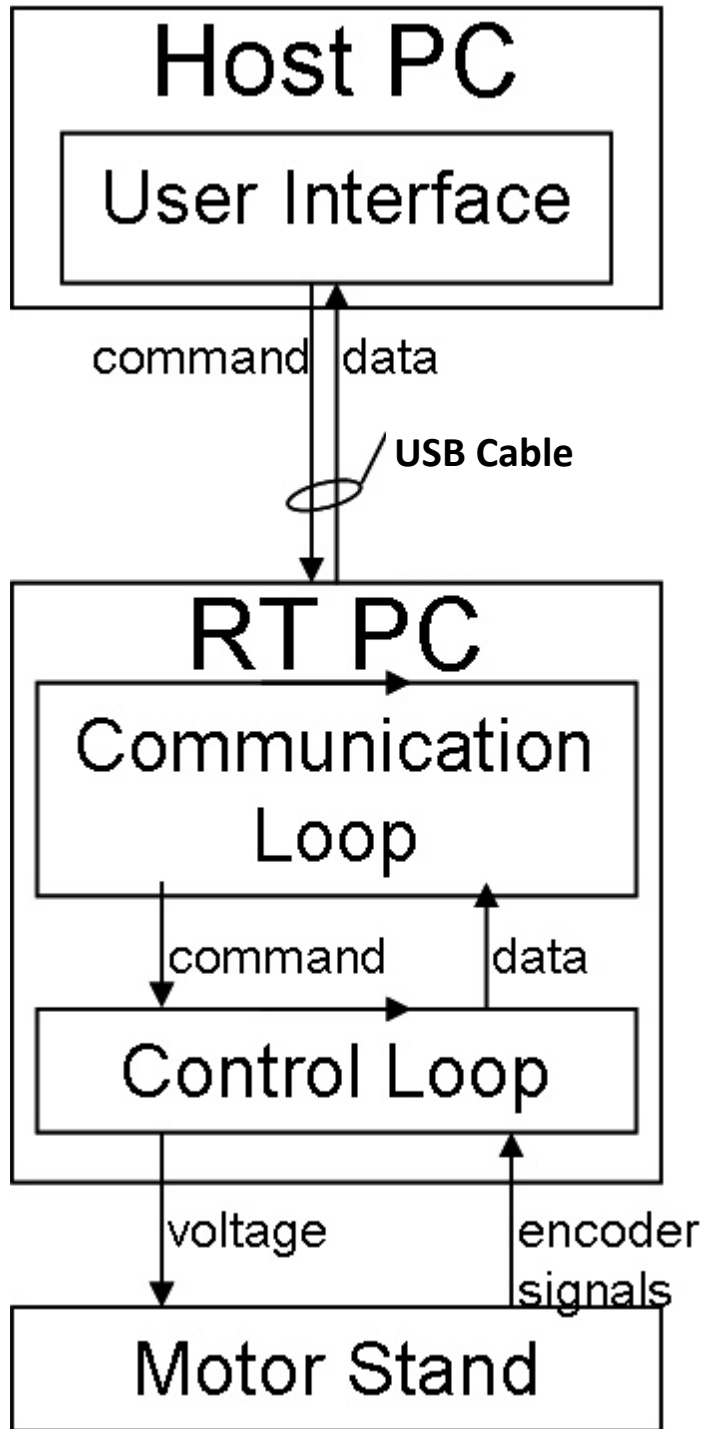 Host PC
User Interface
command
data
USB Cable
RT PC
Communication
Loop
command
data
Control Loop
voltage
encoder
signals
Motor Stand